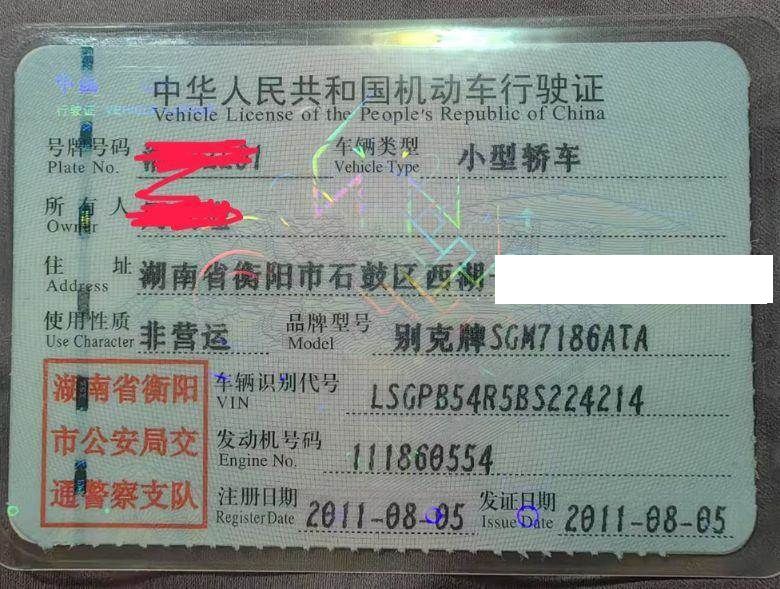 中华人民共和国机动车行驶证
Vehicle License of the People's Republic of China
号牌号码 车辆类型 小型轿车
Plate No. Vehicle Type
所有人
Owner
住址 湖南省衡阳市石鼓区西湖
Address
使用性质 非营运 品牌型号 别克牌SGM7186ATA
Use Character Model
湖南省衡阳
市公安局交
通警察支队
车辆识别代号 LSGPB54R5BS224214
VIN
发动机号码 111860554
Engine No.
注册日期 2011-08-05 发证日期 2011-08-05
Register Date Issue Date